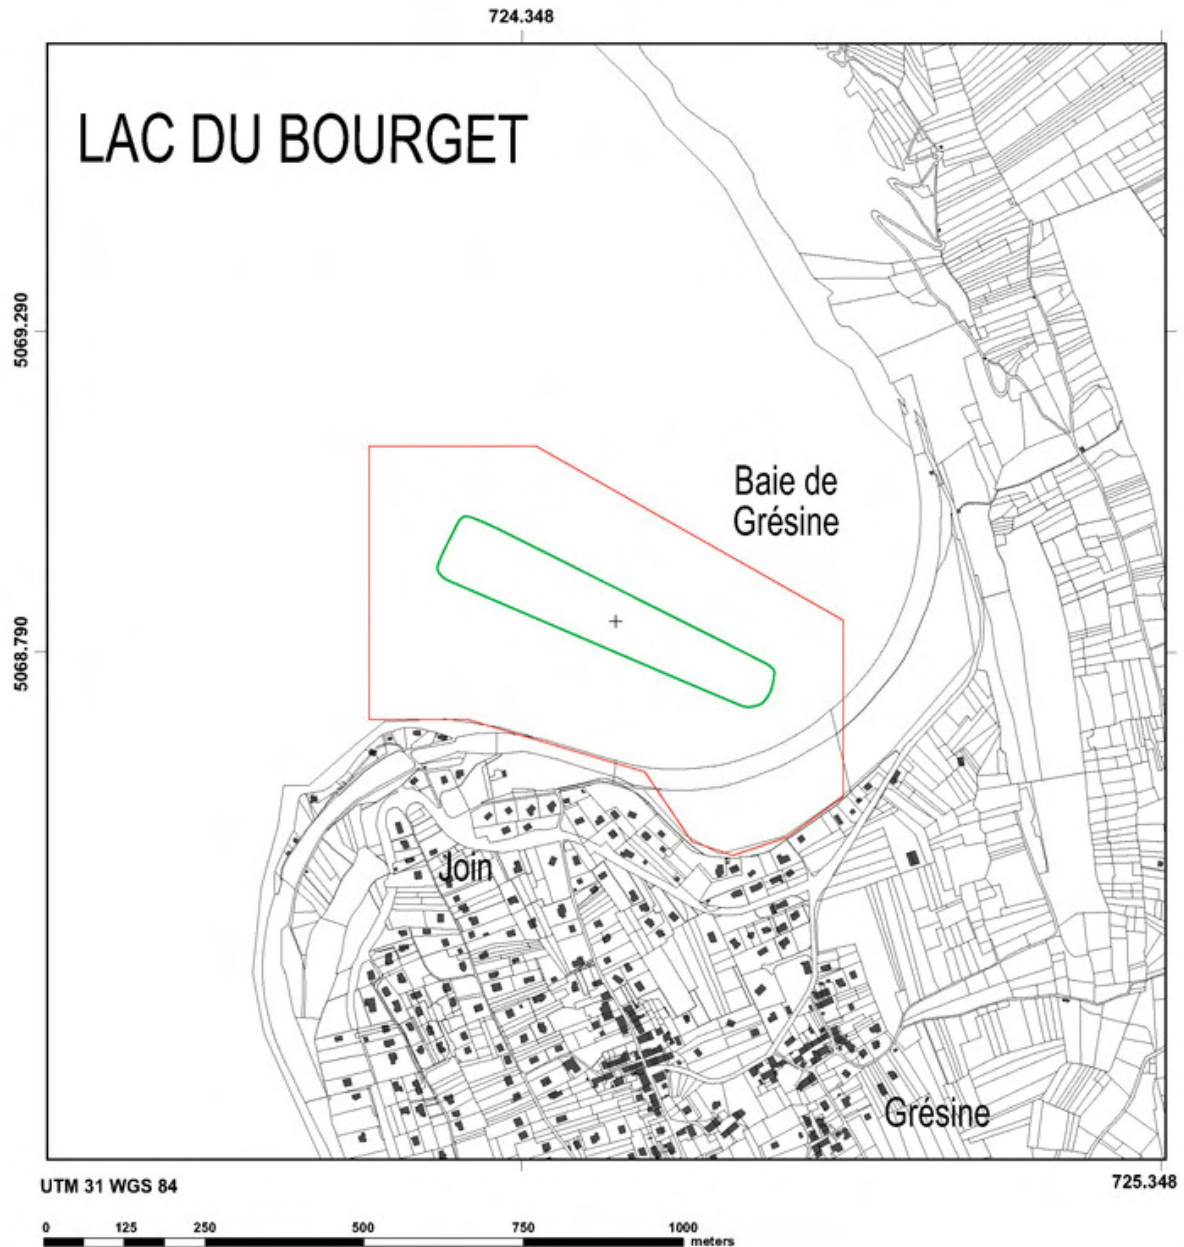 724.348
LAC DU BOURGET
5069.290
Baie de
Grésine
5068.790
Join
Grésine
UTM 31 WGS 84
725.348
0 125 250 500 750 1000
meters